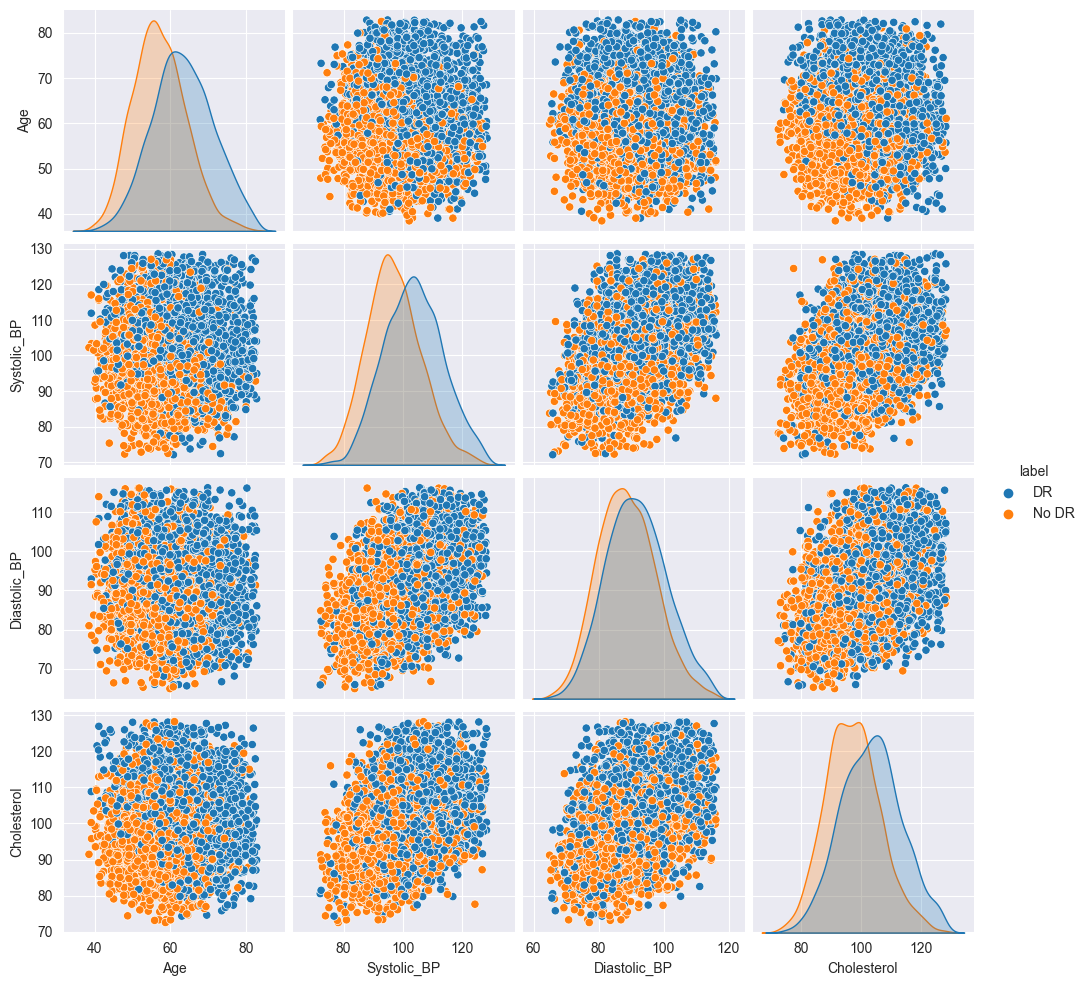 80
70
60
50
40
Age
130
120
110
100
90
80
70
Systolic_BP
110
100
90
80
70
Diastolic_BP
label
DR
No DR
130
120
110
100
90
80
70
Cholesterol
40 60 80
80 100 120
60 80 100 120
80 100 120
Age
Systolic_BP
Diastolic_BP
Cholesterol